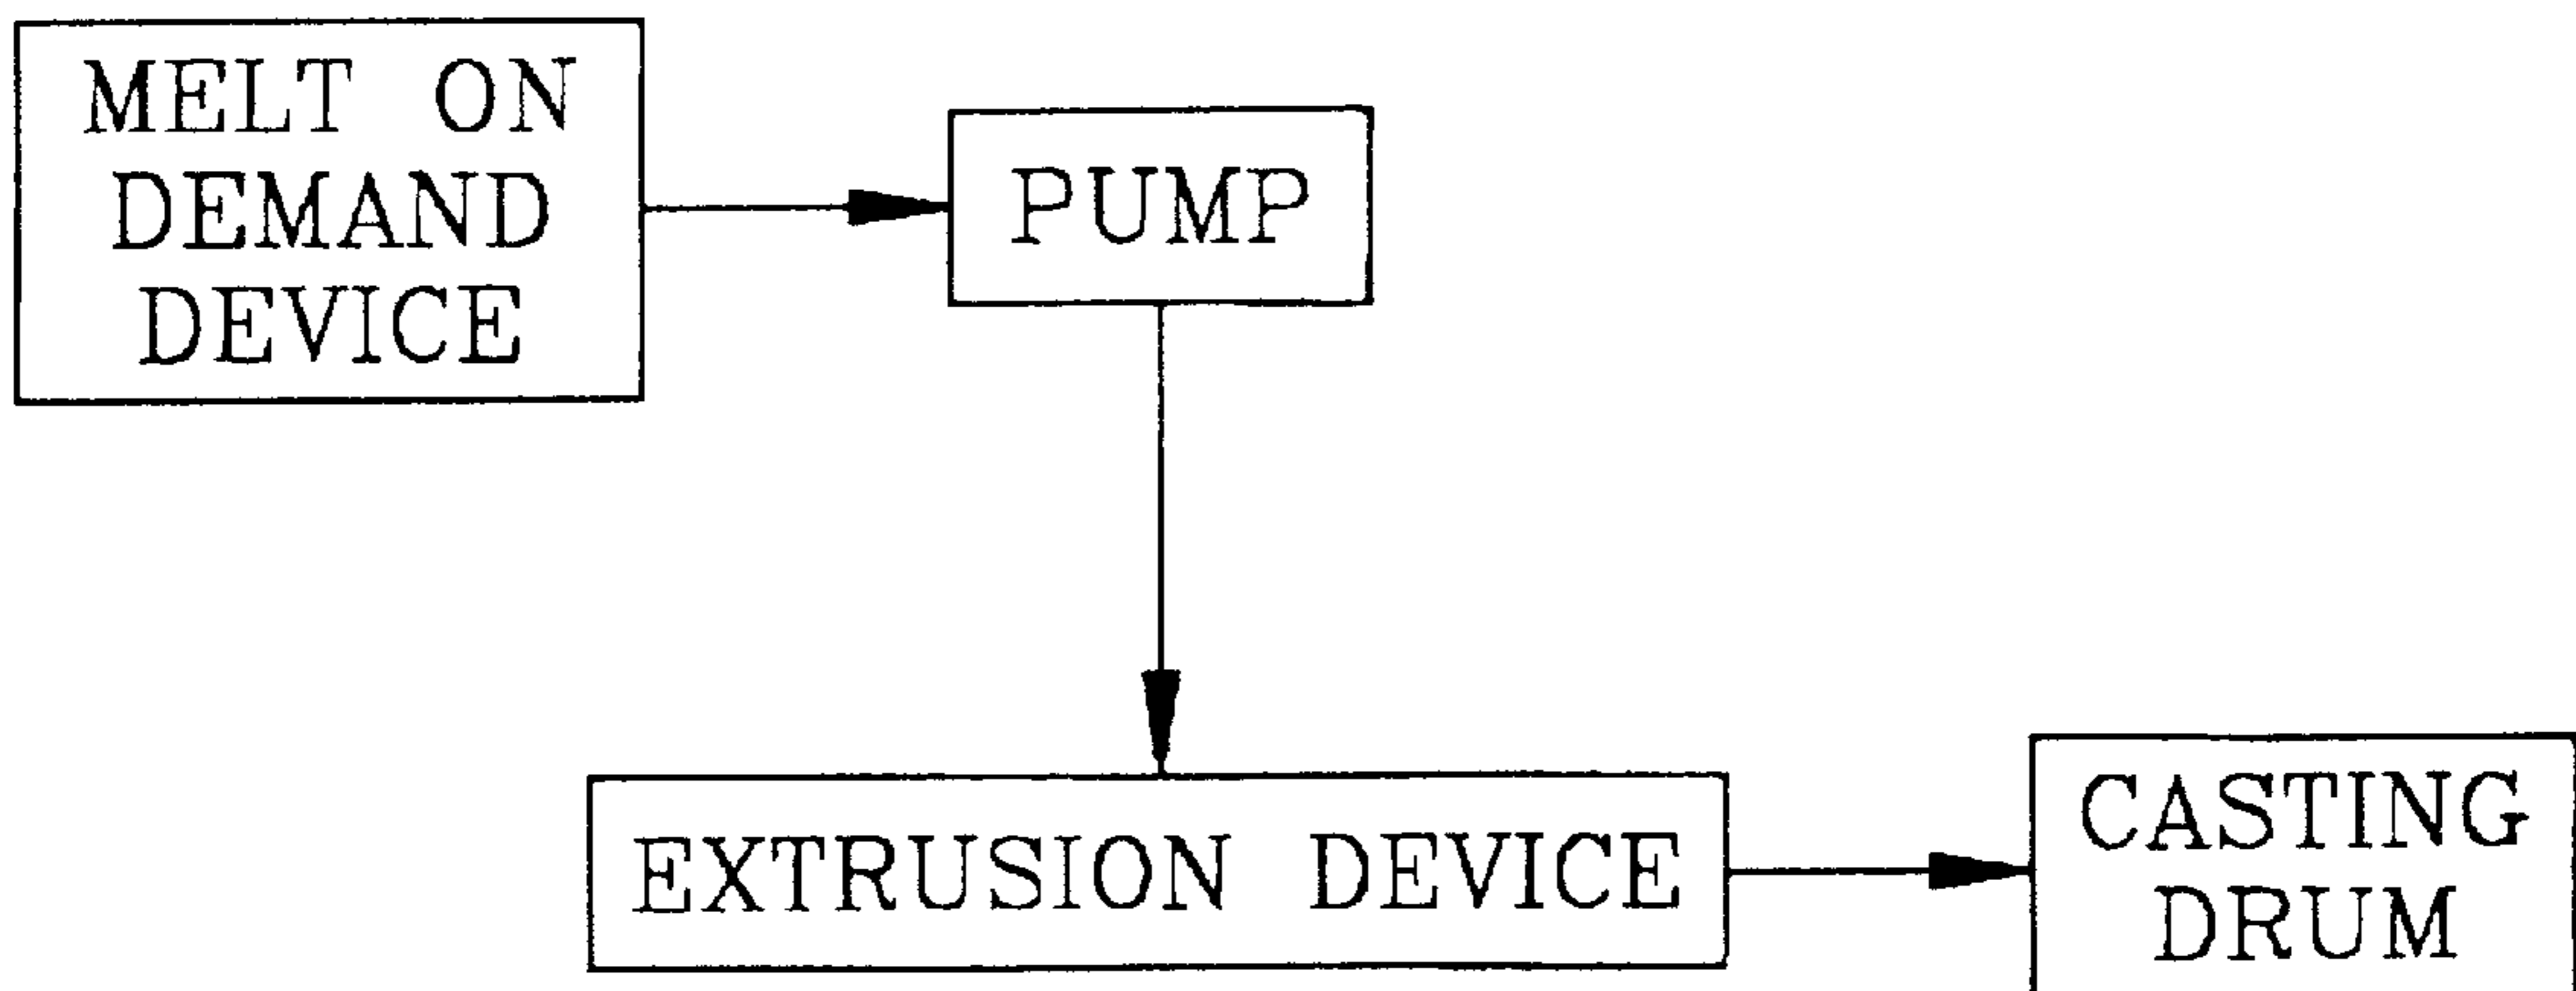 MELT ON
DEMAND
DEVICE
PUMP
EXTRUSION DEVICE
CASTING
DRUM